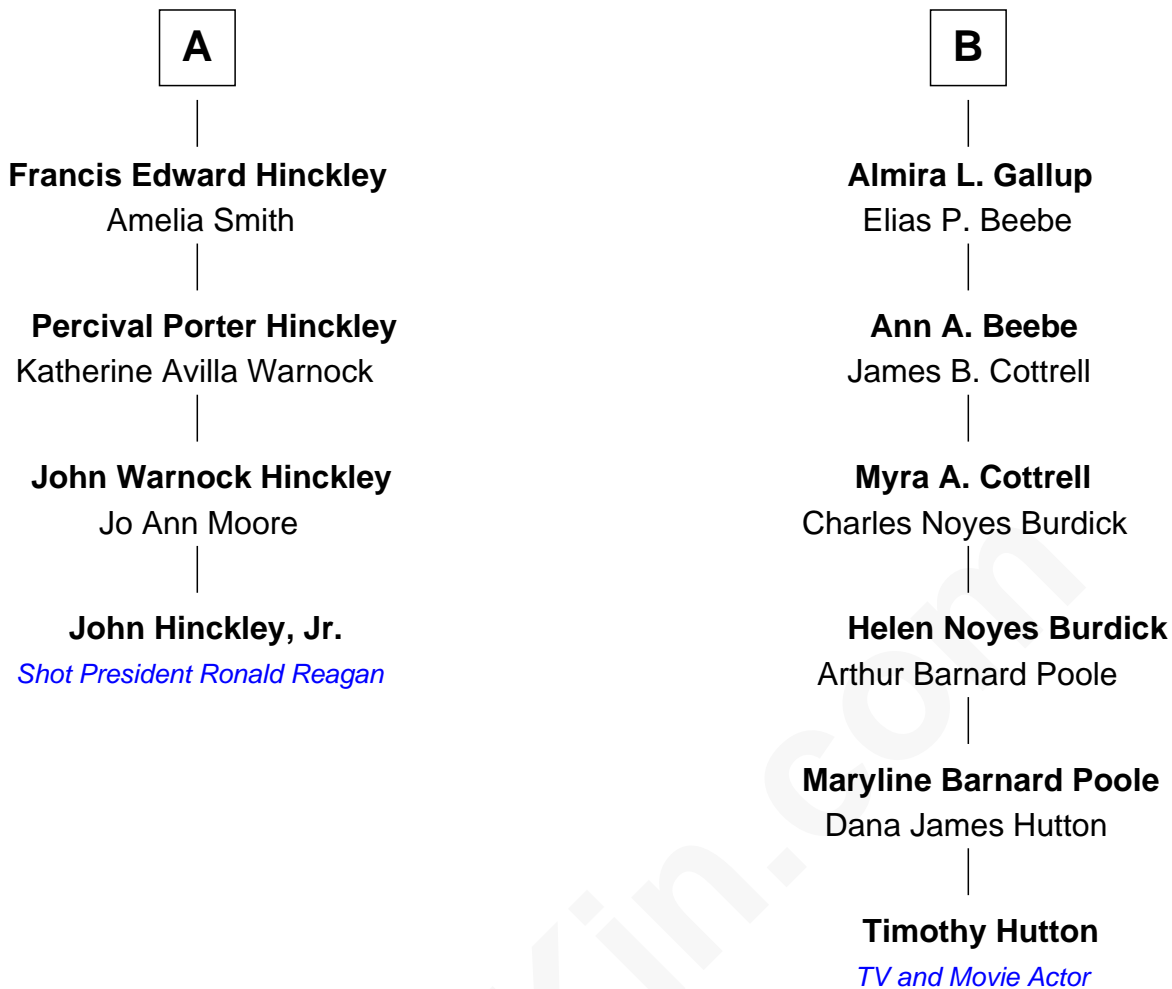 A
Francis Edward Hinckley
Amelia Smith
Percival Porter Hinckley
Katherine Avilla Warnock
John Warnock Hinckley
Jo Ann Moore
John Hinckley, Jr.
Shot President Ronald Reagan
B
Almira L. Gallup
Elias P. Beebe
Ann A. Beebe
James B. Cottrell
Myra A. Cottrell
Charles Noyes Burdick
Helen Noyes Burdick
Arthur Barnard Poole
Maryline Barnard Poole
Dana James Hutton
Timothy Hutton
TV and Movie Actor